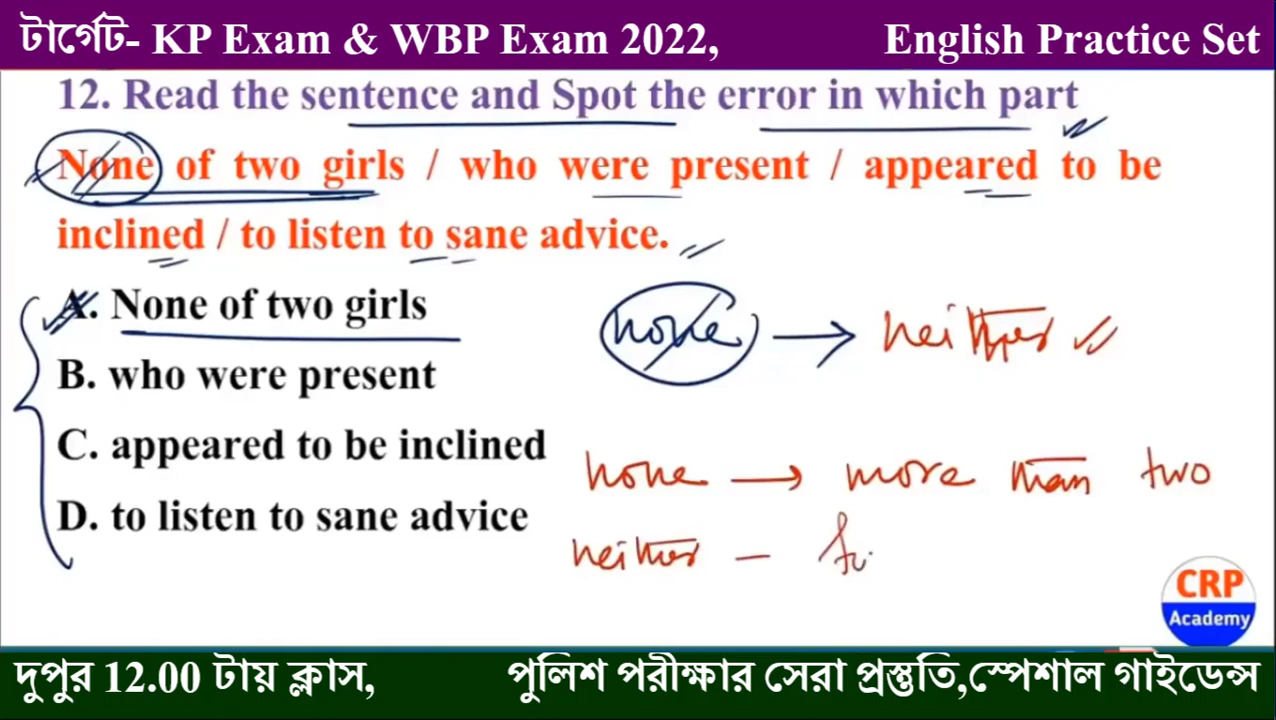 টার্গেট- KP Exam & WBP Exam 2022, English Practice Set
12. Read the sentence and Spot the error in which part
None of two girls / who were present / appeared to be
inclined / to listen to sane advice.
A. None of two girls
none → neither
B. who were present
C. appeared to be inclined
none → more than two
D. to listen to sane advice
neither –
CRP
Academy
দুপুর 12.00 টায় ক্লাস, পুলিশ পরীক্ষার সেরা প্রস্তুতি,স্পেশাল গাইডেন্স